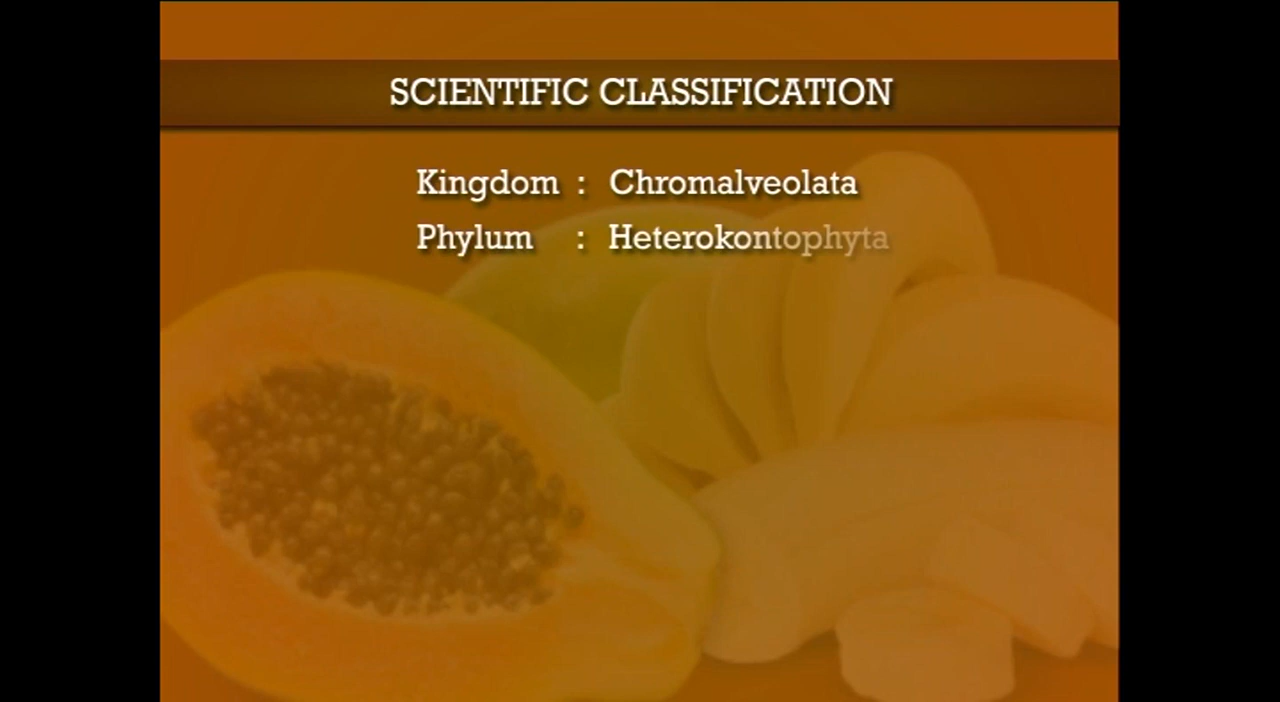 SCIENTIFIC CLASSIFICATION
Kingdom : Chromalveolata
Phylum : Heterokontophyta